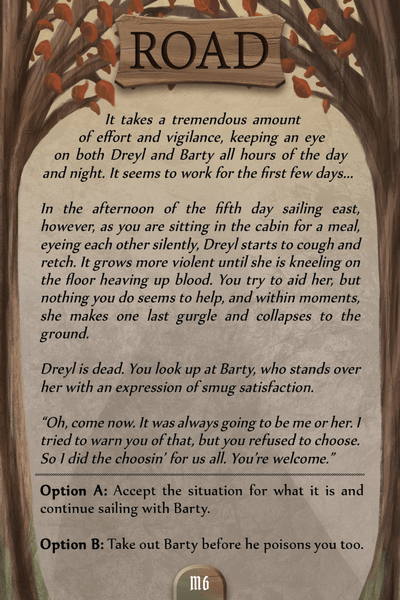 ROAD
It takes a tremendous amount
of effort and vigilance, keeping an eye
on both Dreyl and Barty all hours of the day
and night. It seems to work for the first few days...
In the afternoon of the fifth day sailing east,
however, as you are sitting in the cabin for a meal,
eyeing each other silently, Dreyl starts to cough and
retch. It grows more violent until she is kneeling on
the floor heaving up blood. You try to aid her, but
nothing you do seems to help, and within moments,
she makes one last gurgle and collapses to the
ground.
Dreyl is dead. You look up at Barty, who stands over
her with an expression of smug satisfaction.
“Oh, come now. It was always going to be me or her. I
tried to warn you of that, but you refused to choose.
So I did the choosin’ for us all. You’re welcome.”
Option A: Accept the situation for what it is and
continue sailing with Barty.
Option B: Take out Barty before he poisons you too.
M6